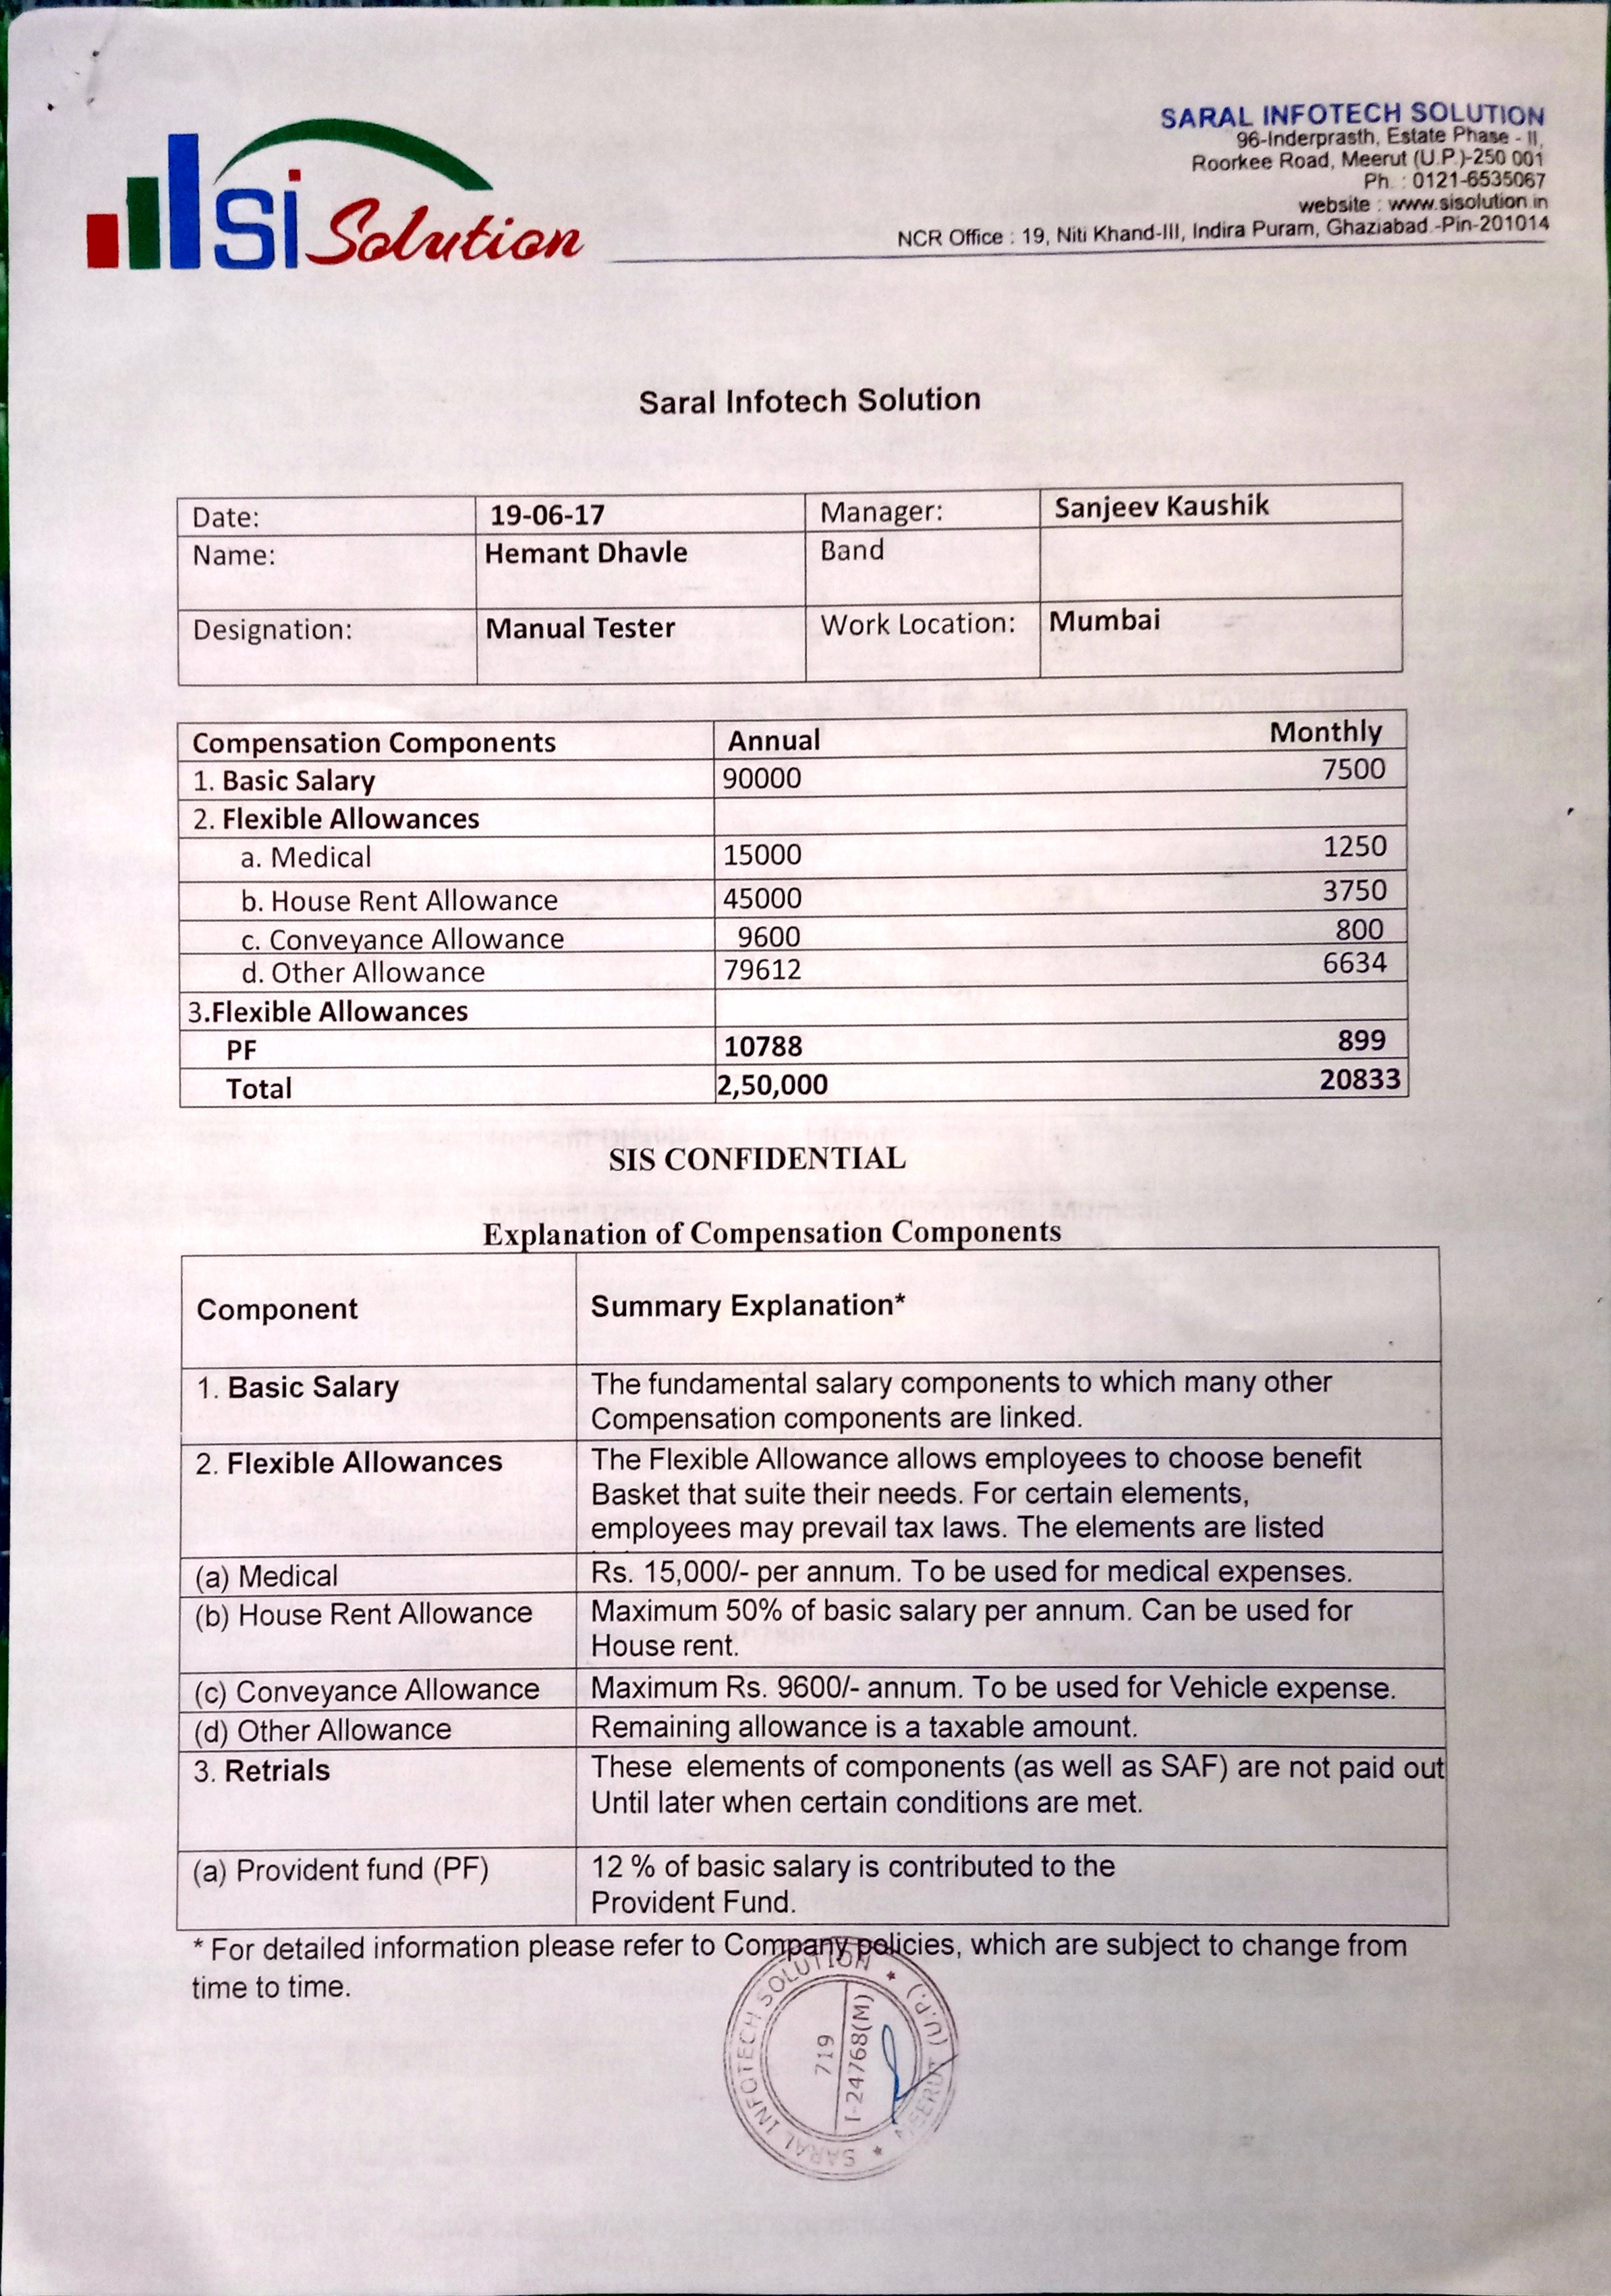 SARAL INFOTECH SOLUTION
96-Inderprasth, Estate Phase - II,
Roorkee Road, Meerut (U.P.)-250 001
Ph. : 0121-6535067
website : www.sisolution.in
NCR Office : 19, Niti Khand-III, Indira Puram, Ghaziabad.-Pin-201014
Si Solution
Saral Infotech Solution
Date: 19-06-17 Manager: Sanjeev Kaushik
Name: Hemant Dhavle Band
Designation: Manual Tester Work Location: Mumbai
Compensation Components Annual Monthly
1. Basic Salary 90000 7500
2. Flexible Allowances
a. Medical 15000 1250
b. House Rent Allowance 45000 3750
c. Conveyance Allowance 9600 800
d. Other Allowance 79612 6634
3.Flexible Allowances
PF 10788 899
Total 2,50,000 20833
SIS CONFIDENTIAL
Explanation of Compensation Components
Component Summary Explanation*
1. Basic Salary The fundamental salary components to which many other
Compensation components are linked.
2. Flexible Allowances The Flexible Allowance allows employees to choose benefit
Basket that suite their needs. For certain elements,
employees may prevail tax laws. The elements are listed
(a) Medical Rs. 15,000/- per annum. To be used for medical expenses.
(b) House Rent Allowance Maximum 50% of basic salary per annum. Can be used for
House rent.
(c) Conveyance Allowance Maximum Rs. 9600/- annum. To be used for Vehicle expense.
(d) Other Allowance Remaining allowance is a taxable amount.
3. Retrials These elements of components (as well as SAF) are not paid out
Until later when certain conditions are met.
(a) Provident fund (PF) 12 % of basic salary is contributed to the
Provident Fund.
* For detailed information please refer to Company policies, which are subject to change from
time to time.
SARAL INFOTECH SOLUTION * MEERUT (U.P.) *
719
I-24768(M)